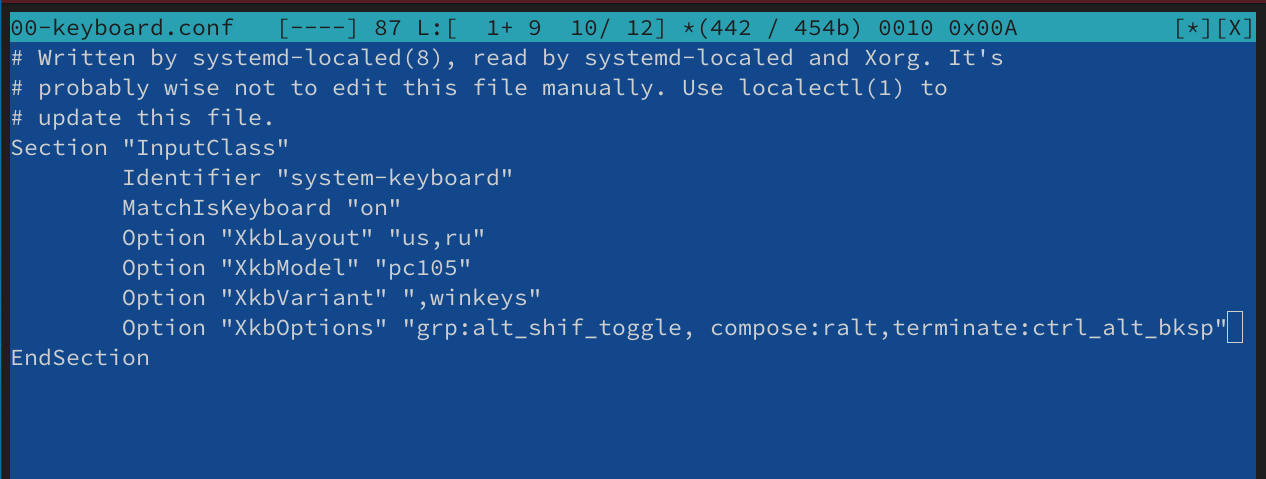 00-keyboard.conf   [----] 87 L:[  1+ 9  10/ 12] *(442 / 454b) 0010 0x00A   [*][X]
# Written by systemd-localed(8), read by systemd-localed and Xorg. It's
# probably wise not to edit this file manually. Use localectl(1) to
# update this file.
Section "InputClass"
        Identifier "system-keyboard"
        MatchIsKeyboard "on"
        Option "XkbLayout" "us,ru"
        Option "XkbModel" "pc105"
        Option "XkbVariant" ",winkeys"
        Option "XkbOptions" "grp:alt_shif_toggle, compose:ralt,terminate:ctrl_alt_bksp"
EndSection